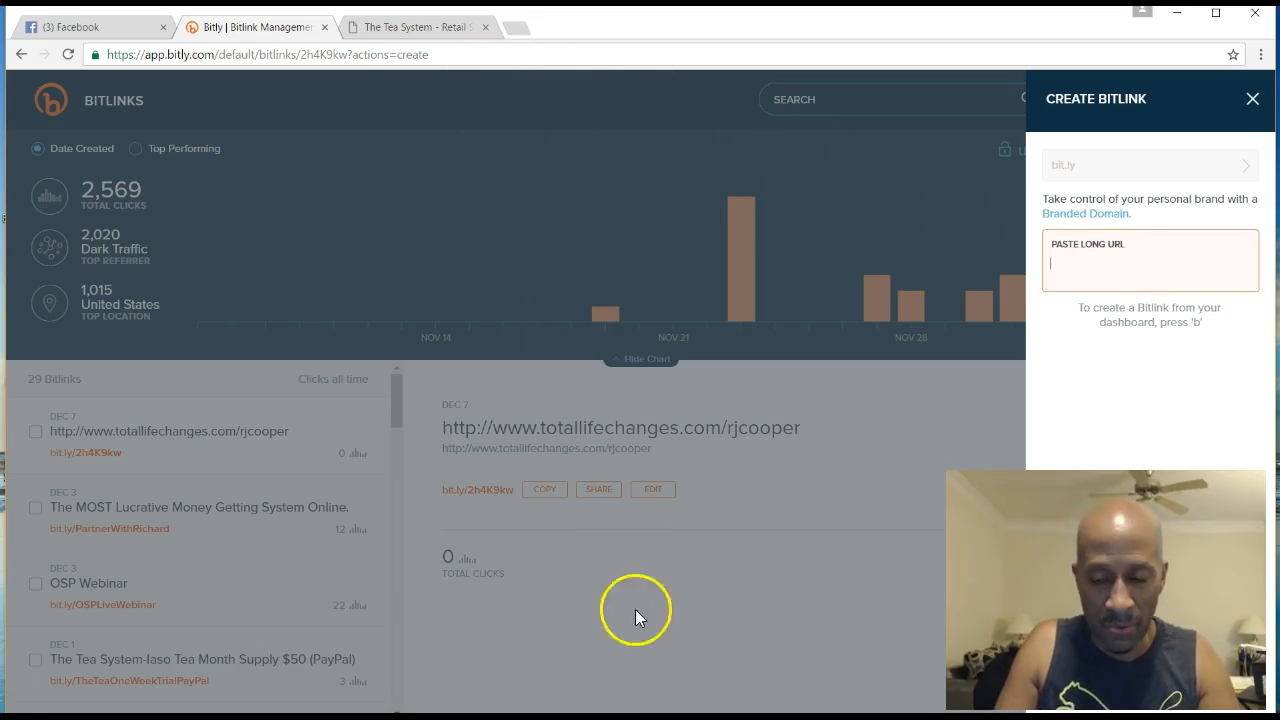 (3) Facebook
Bitly | Bitlink Manageme
The Tea System - Retail S
https://app.bitly.com/default/bitlinks/2h4K9kw?actions=create
BITLINKS
SEARCH
Date Created
Top Performing
U
2,569
TOTAL CLICKS
2,020
Dark Traffic
TOP REFERRER
1,015
United States
TOP LOCATION
NOV 14
NOV 21
NOV 28
Hide Chart
29 Bitlinks
Clicks all time
DEC 7
http://www.totallifechanges.com/rjcooper
bit.ly/2h4K9kw
0
DEC 3
The MOST Lucrative Money Getting System Online.
bit.ly/PartnerWithRichard
12
DEC 3
OSP Webinar
bit.ly/OSPLiveWebinar
22
DEC 1
The Tea System-Iaso Tea Month Supply $50 (PayPal)
bit.ly/TheTeaOneWeekTrialPayPal
3
DEC 7
http://www.totallifechanges.com/rjcooper
http://www.totallifechanges.com/rjcooper
bit.ly/2h4K9kw
COPY
SHARE
EDIT
0
TOTAL CLICKS
CREATE BITLINK
bit.ly
Take control of your personal brand with a
Branded Domain.
PASTE LONG URL
To create a Bitlink from your
dashboard, press 'b'